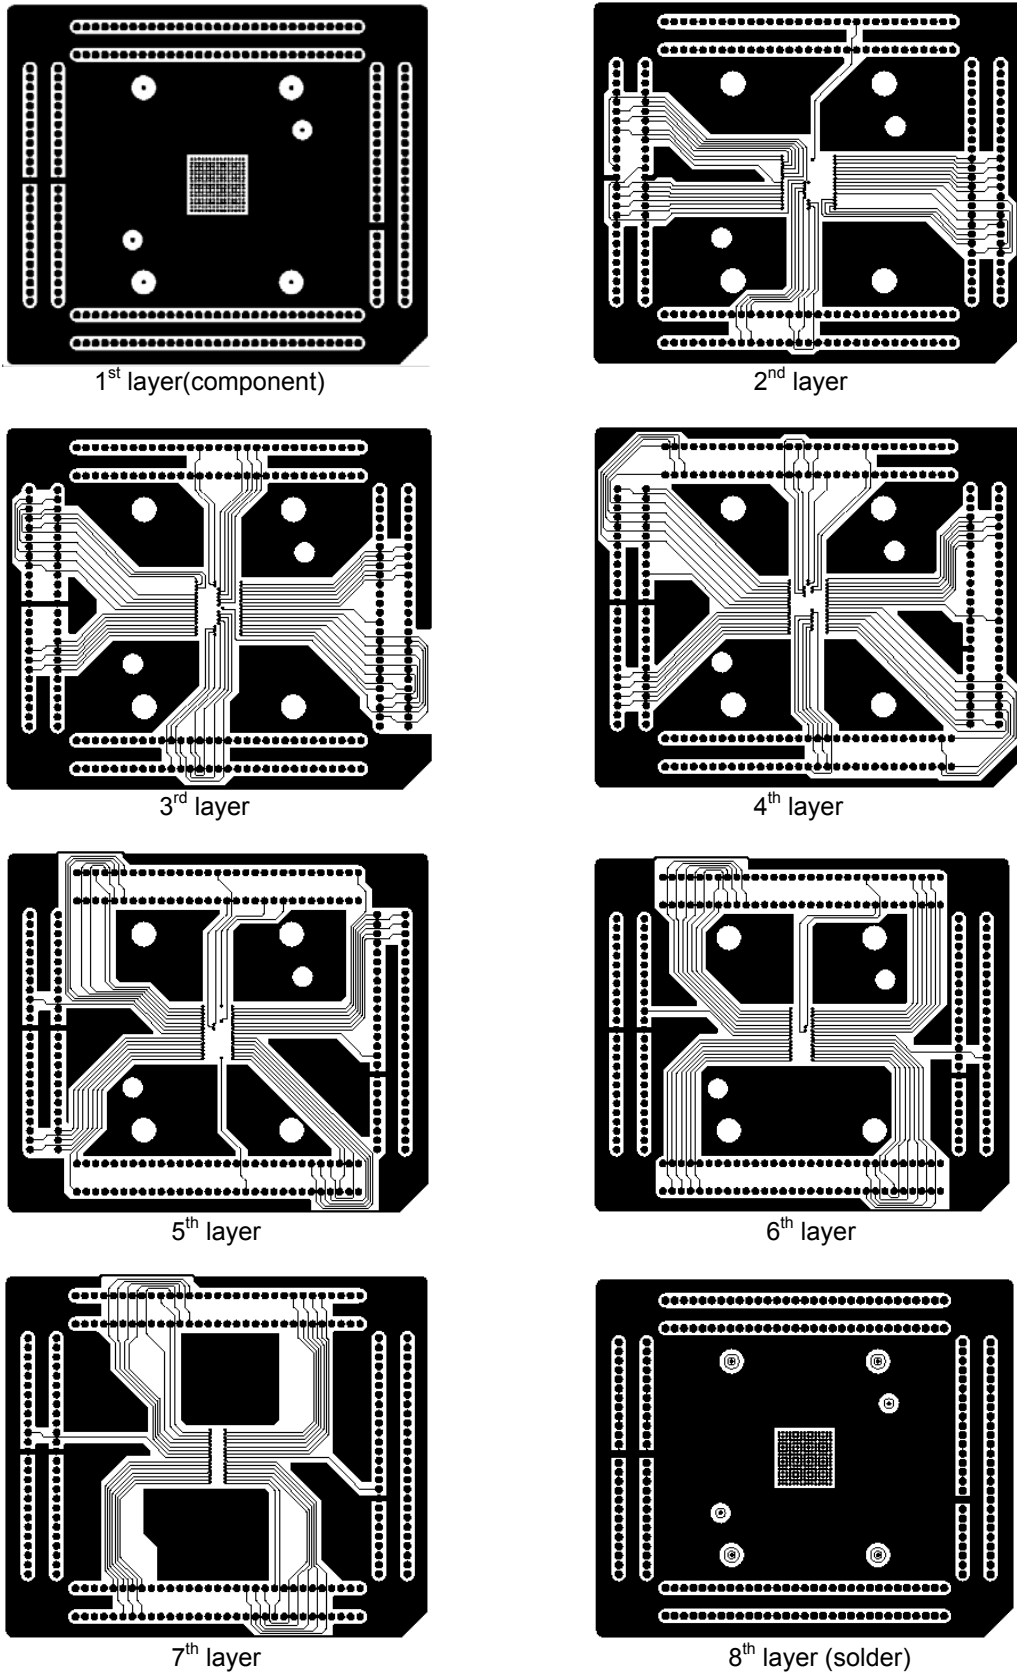 1st layer(component)
2nd layer
3rd layer
4th layer
5th layer
6th layer
7th layer
8th layer (solder)